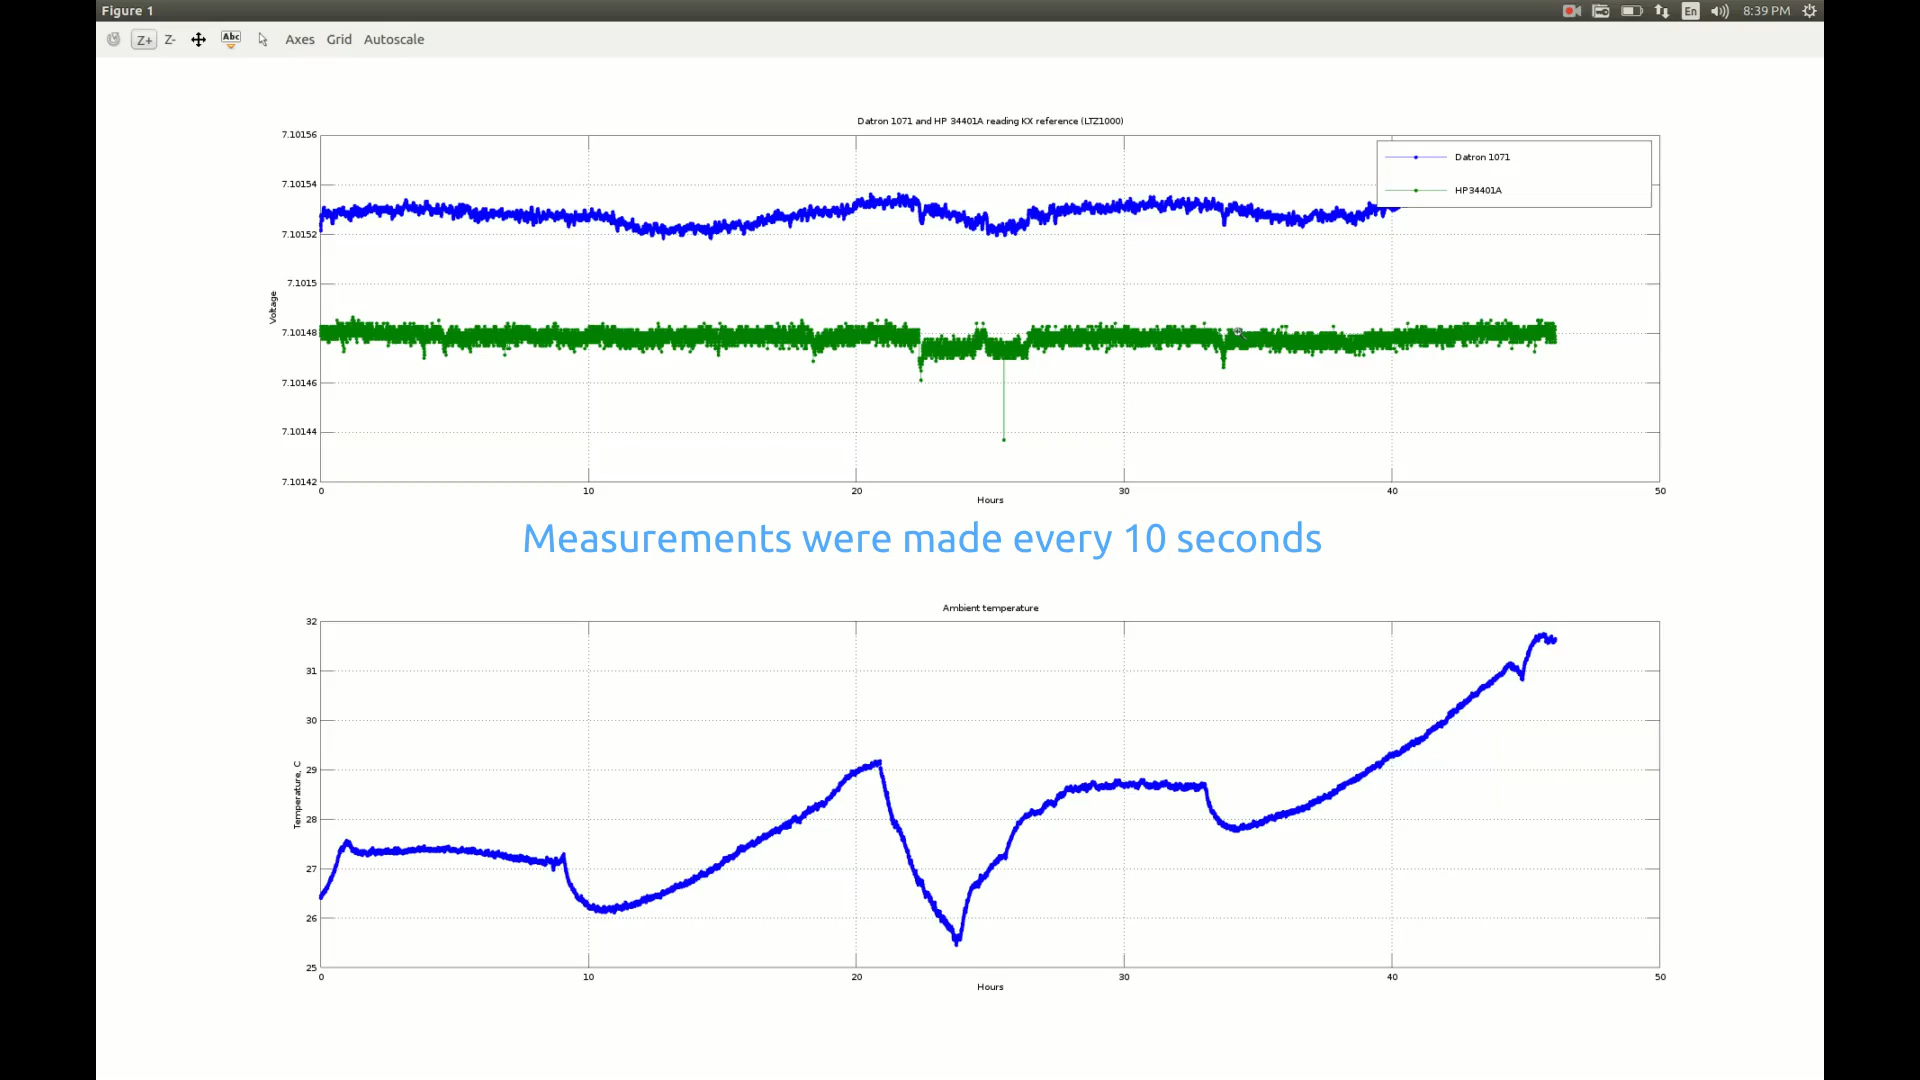 Figure 1
En 8:39 PM
Z+ Z- Abc Axes Grid Autoscale
Datron 1071 and HP 34401A reading KX reference (LTZ1000)
7.10156
7.10154
7.10152
7.1015
7.10148
7.10146
7.10144
7.10142
Voltage
Datron 1071
HP34401A
0 10 20 30 40 50
Hours
Measurements were made every 10 seconds
Ambient temperature
32
31
30
29
28
27
26
25
Temperature, C
0 10 20 30 40 50
Hours